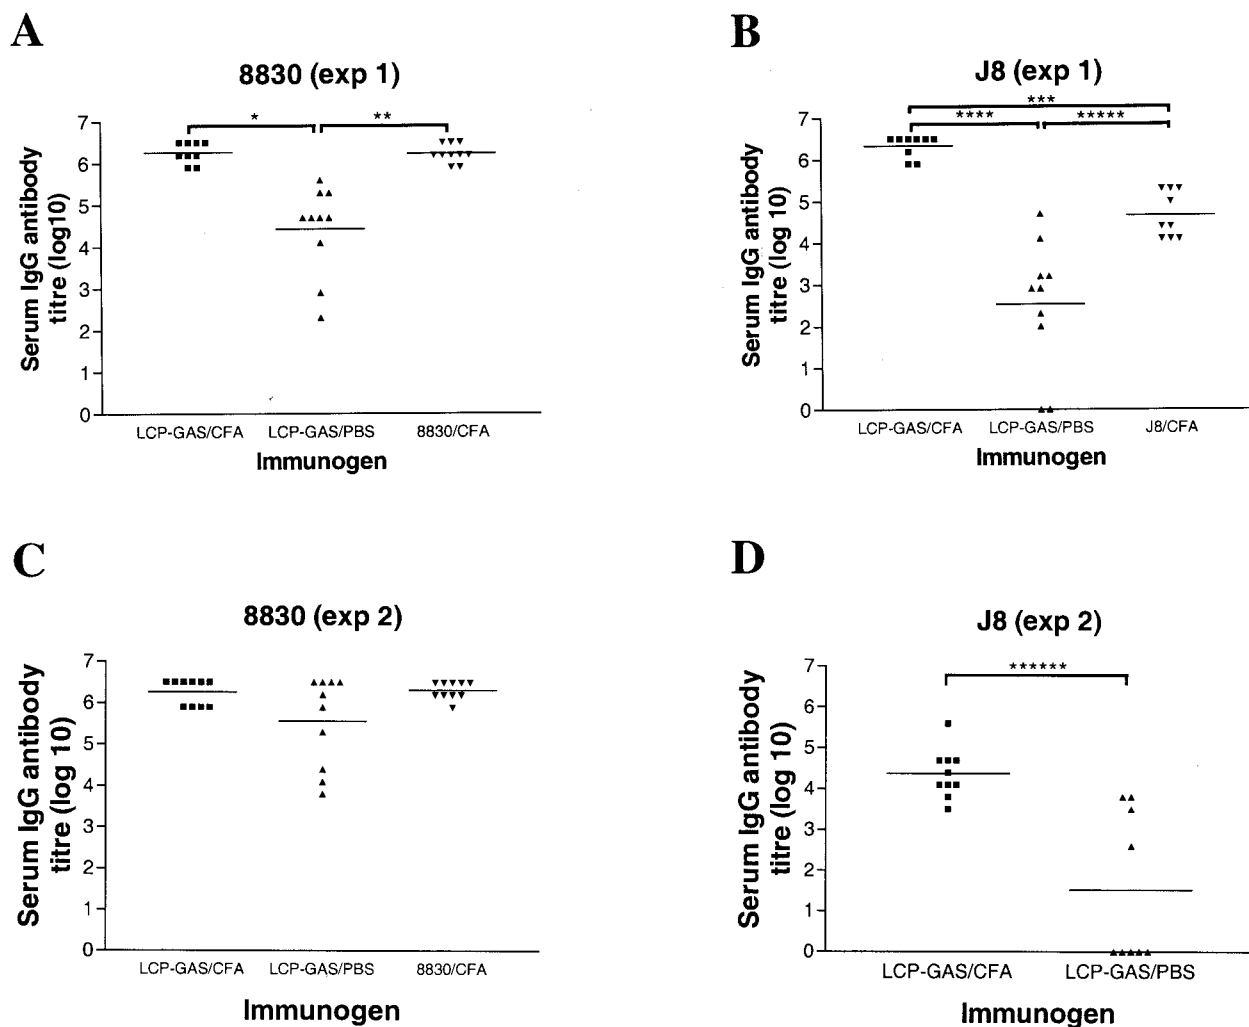 A
8830 (exp 1)
*
**
Serum IgG antibody
titre (log10)
7
6
5
4
3
2
1
0
LCP-GAS/CFA LCP-GAS/PBS 8830/CFA
Immunogen
B
J8 (exp 1)
***
**** *****
Serum IgG antibody
titre (log 10)
7
6
5
4
3
2
1
0
LCP-GAS/CFA LCP-GAS/PBS J8/CFA
Immunogen
C
8830 (exp 2)
Serum IgG antibody
titre (log 10)
7
6
5
4
3
2
1
0
LCP-GAS/CFA LCP-GAS/PBS 8830/CFA
Immunogen
D
J8 (exp 2)
******
Serum IgG antibody
titre (log 10)
7
6
5
4
3
2
1
0
LCP-GAS/CFA LCP-GAS/PBS
Immunogen